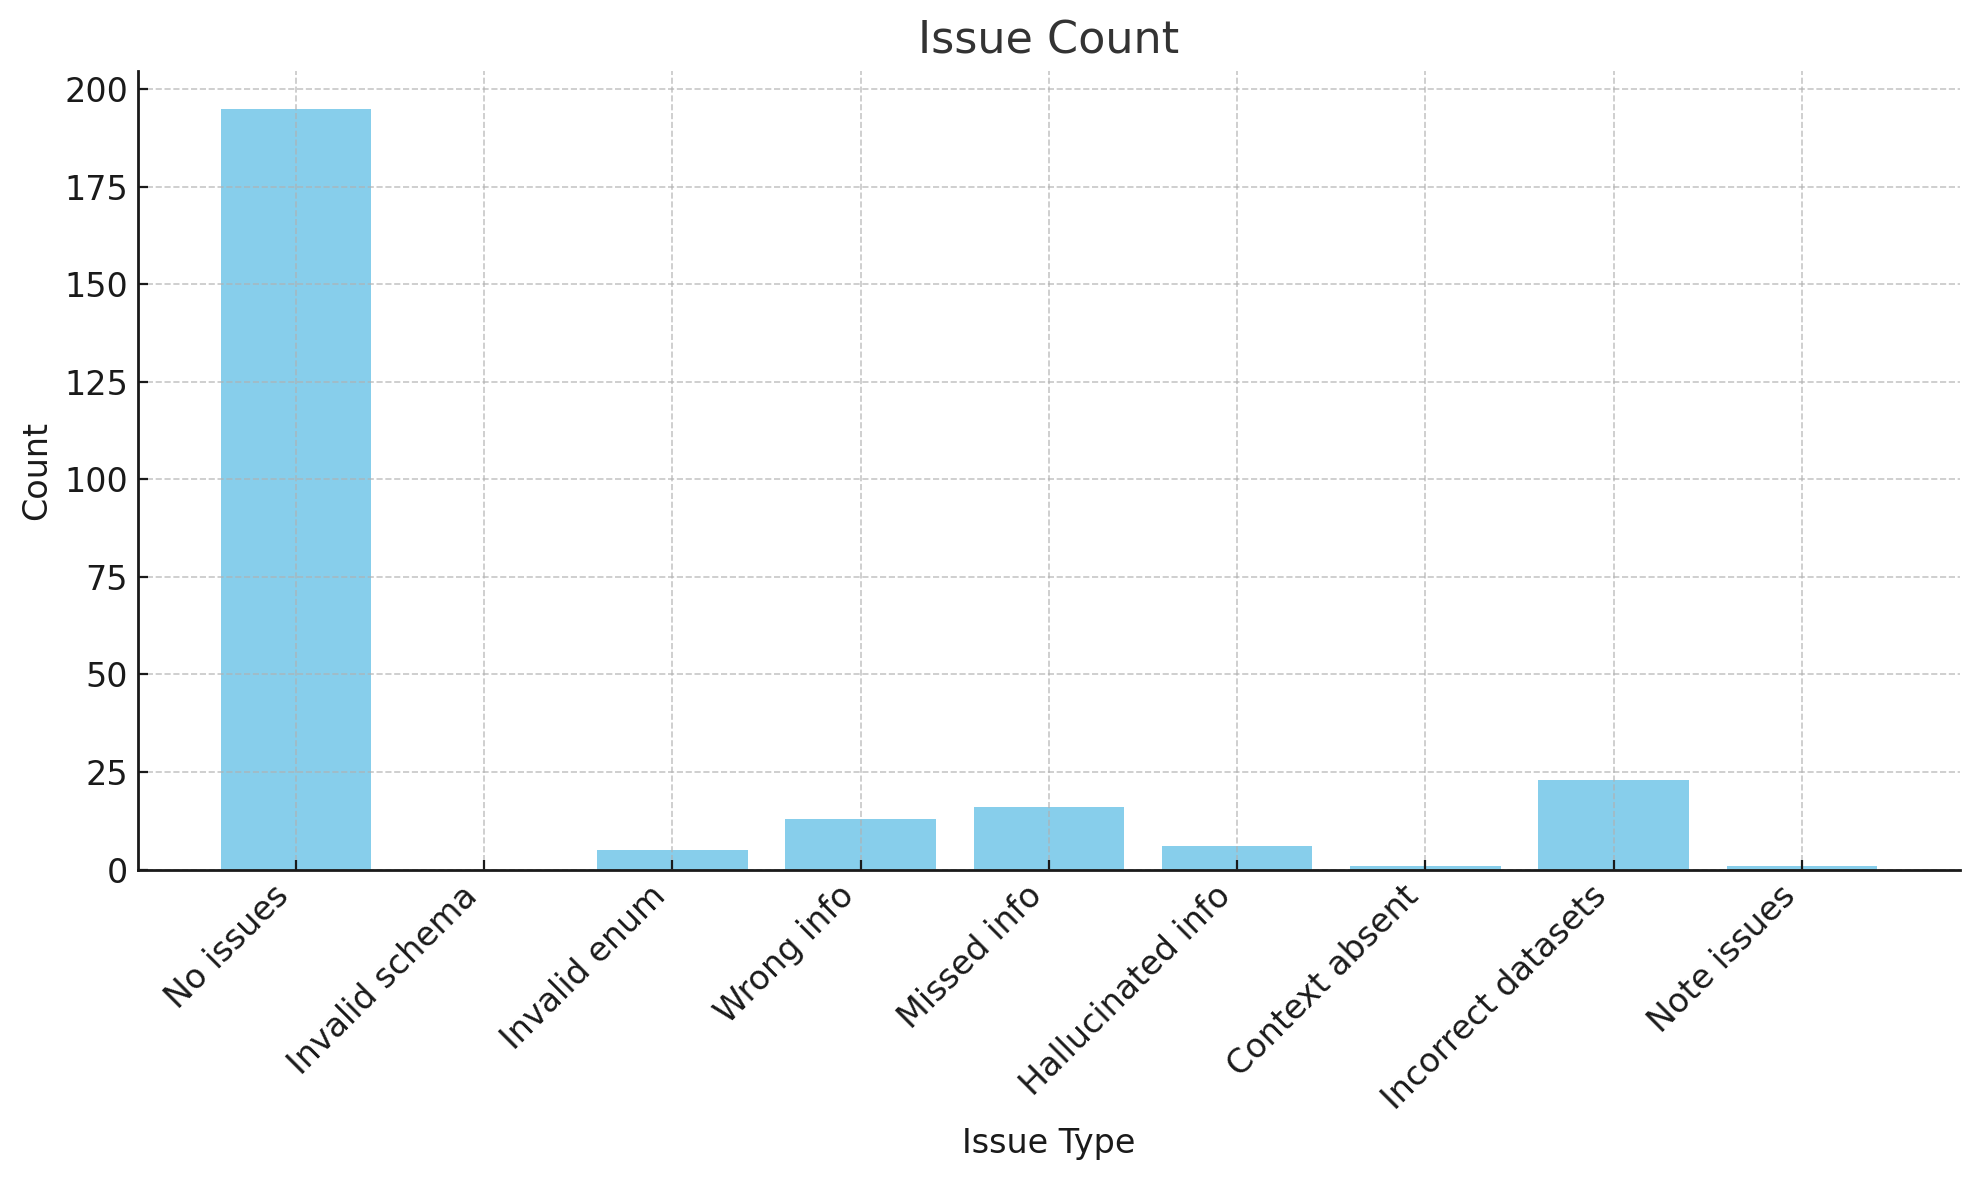 Issue Count
200
175
150
125
100
75
50
25
0
Count
No issues
Invalid schema
Invalid enum
Wrong info
Missed info
Hallucinated info
Context absent
Incorrect datasets
Note issues
Issue Type